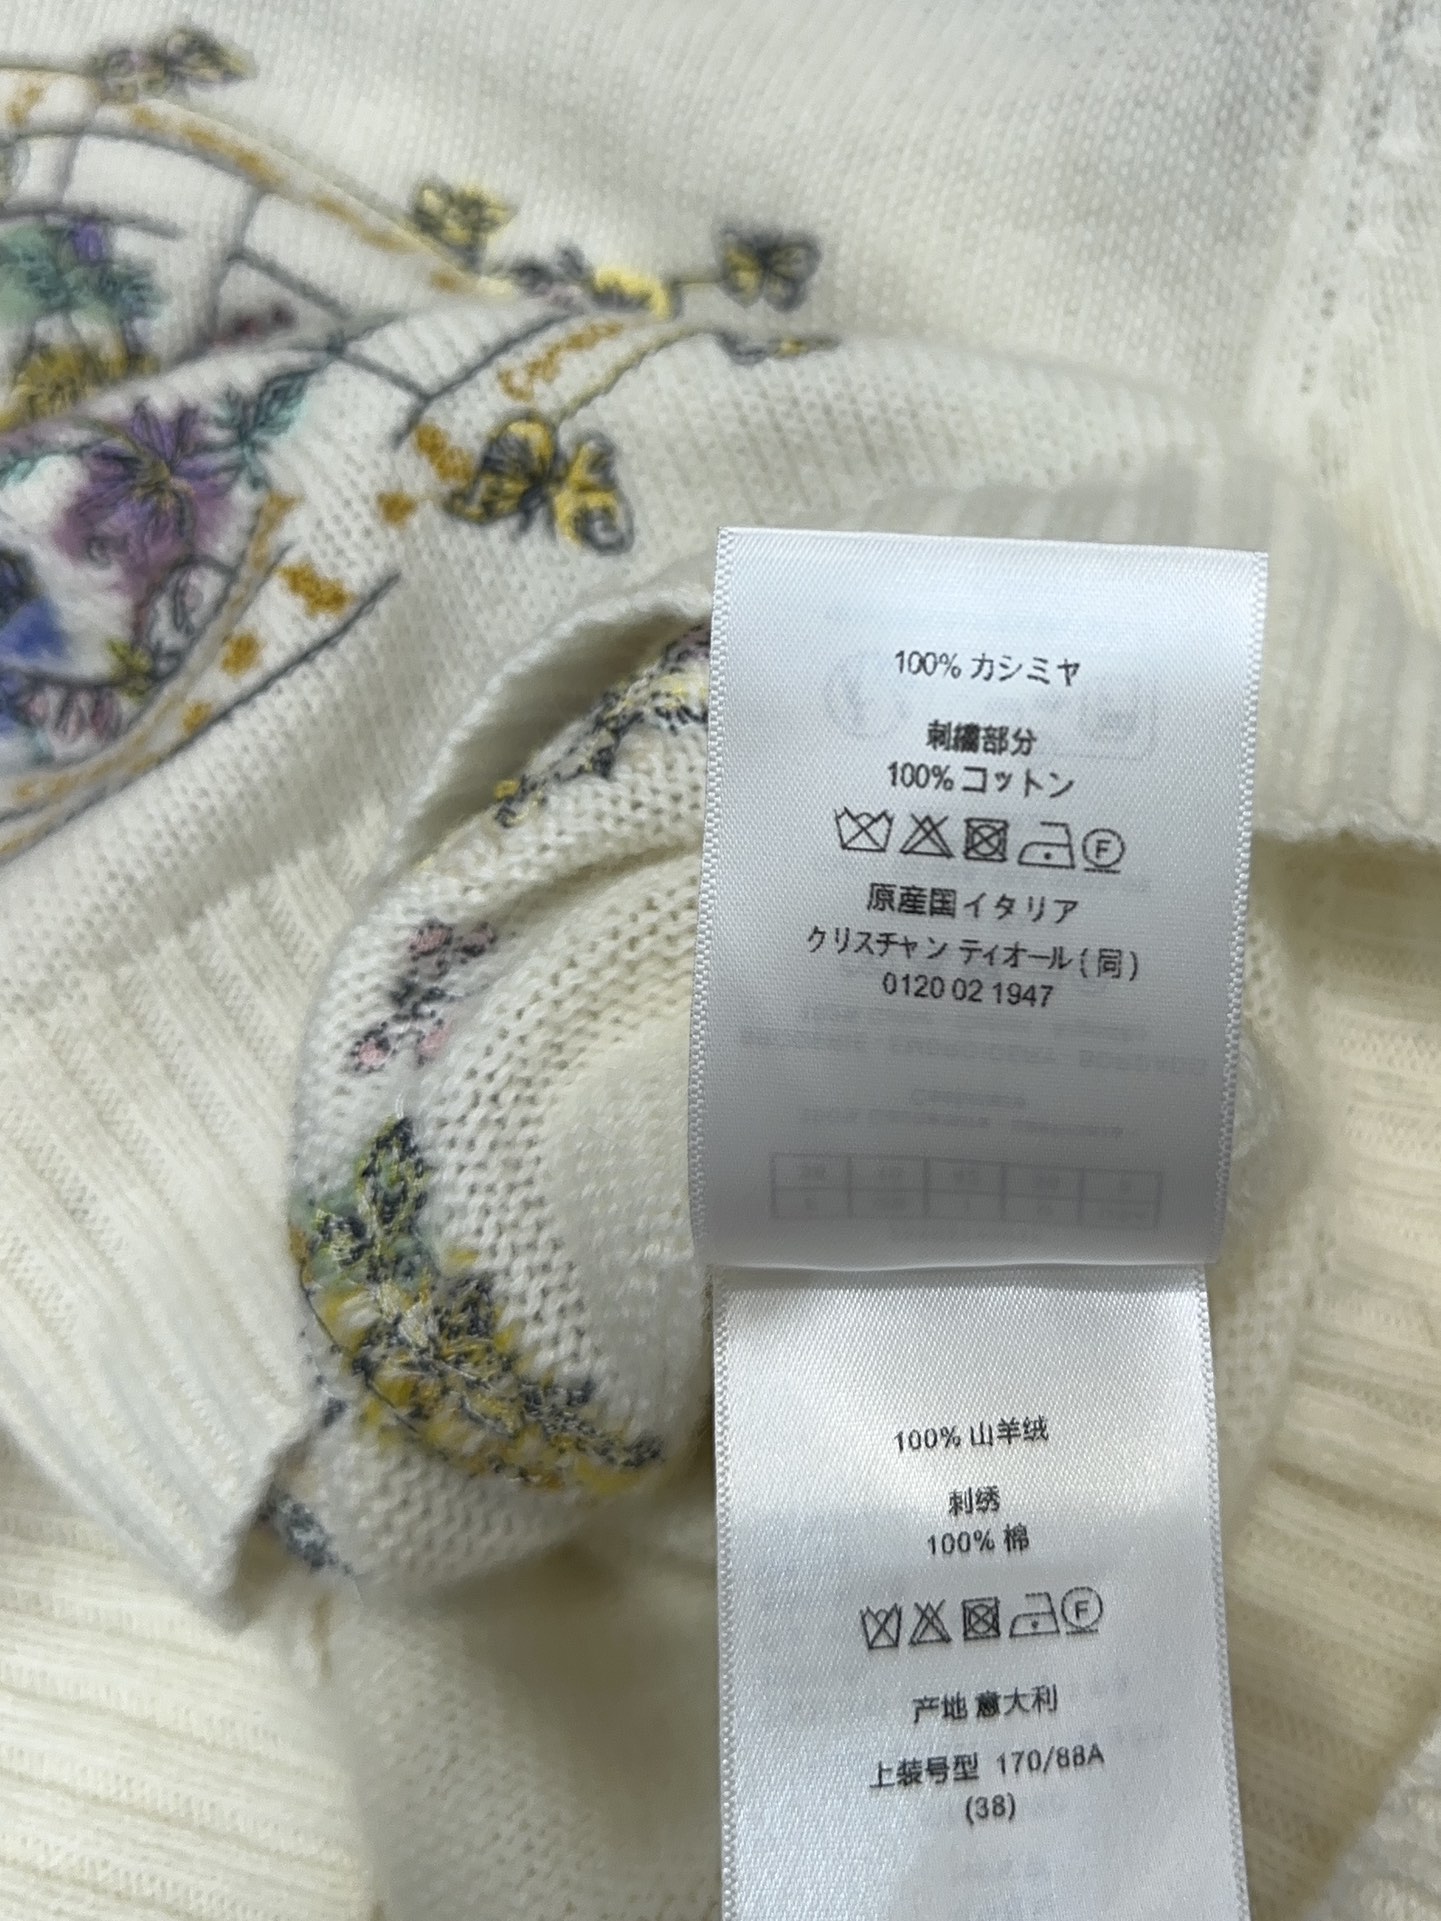 100% カシミヤ
刺繍部分
100% コットン
F
原産国イタリア
クリスチャン ディオール(同)
0120 02 1947
100% 山羊绒
刺绣
100% 棉
F
产地 意大利
上装号型 170/88A
(38)